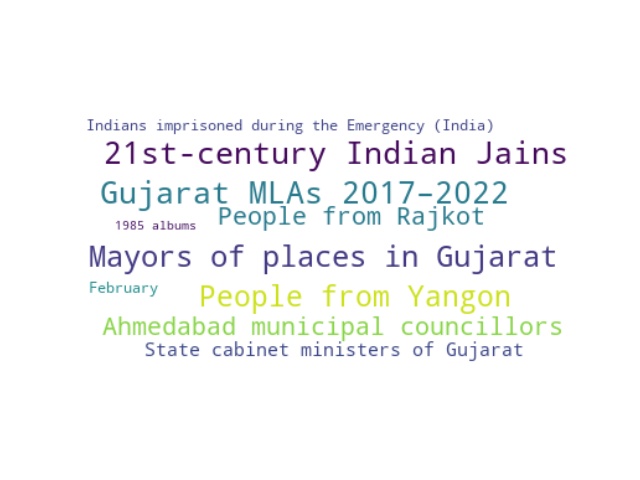 Indians imprisoned during the Emergency (India)
21st-century Indian Jains
Gujarat MLAs 2017–2022
People from Rajkot
1985 albums
Mayors of places in Gujarat
February
People from Yangon
Ahmedabad municipal councillors
State cabinet ministers of Gujarat